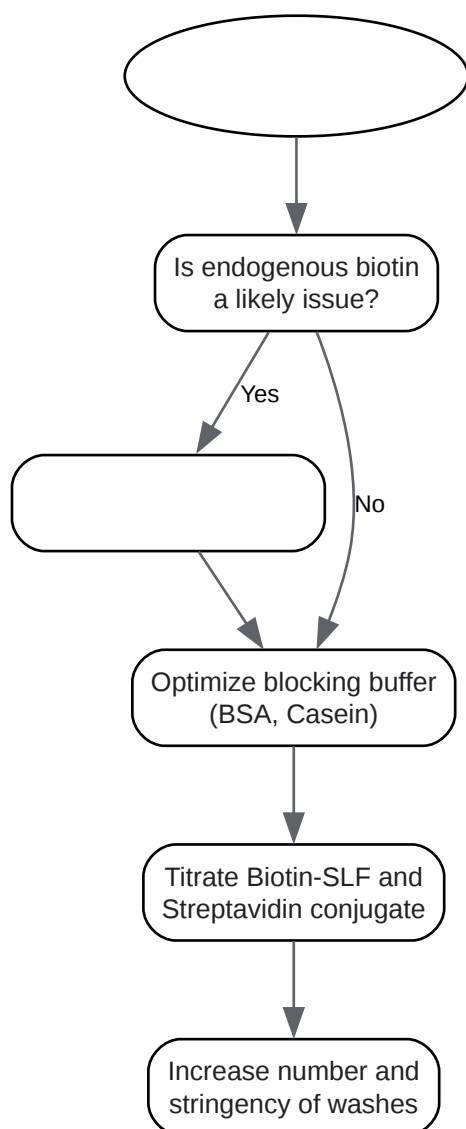 Is endogenous biotin
a likely issue?
Yes
No
Optimize blocking buffer
(BSA, Casein)
Titrate Biotin-SLF and
Streptavidin conjugate
Increase number and
stringency of washes